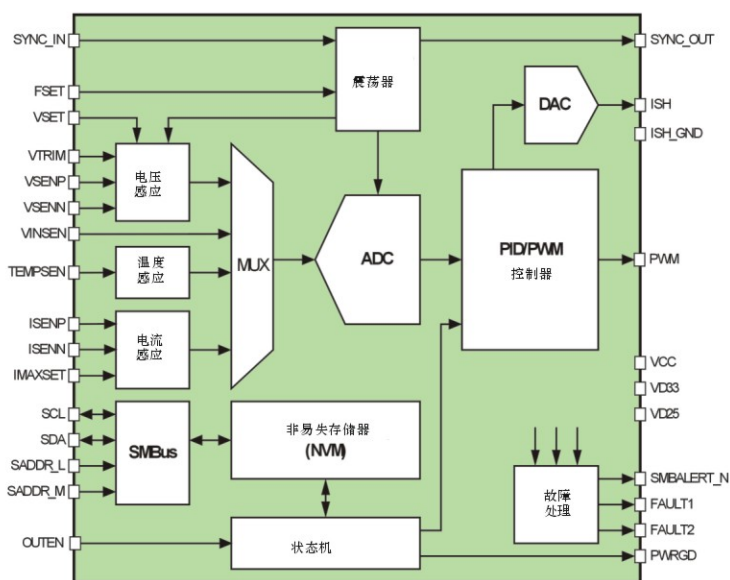 SYNC_IN
FSET
VSET
VTRIM
VSENP
VSENN
VINSEN
TEMPSEN
ISENP
ISENN
IMAXSET
SCL
SDA
SADDR_L
SADDR_M
OUTEN
震荡器
电压
感应
温度
感应
电流
感应
MUX
ADC
DAC
PID/PWM
控制器
SMBus
非易失存储器
(NVM)
状态机
故障
处理
SYNC_OUT
ISH
ISH_GND
PWM
VCC
VD33
VD25
SMBALERT_N
FAULT1
FAULT2
PWRGD